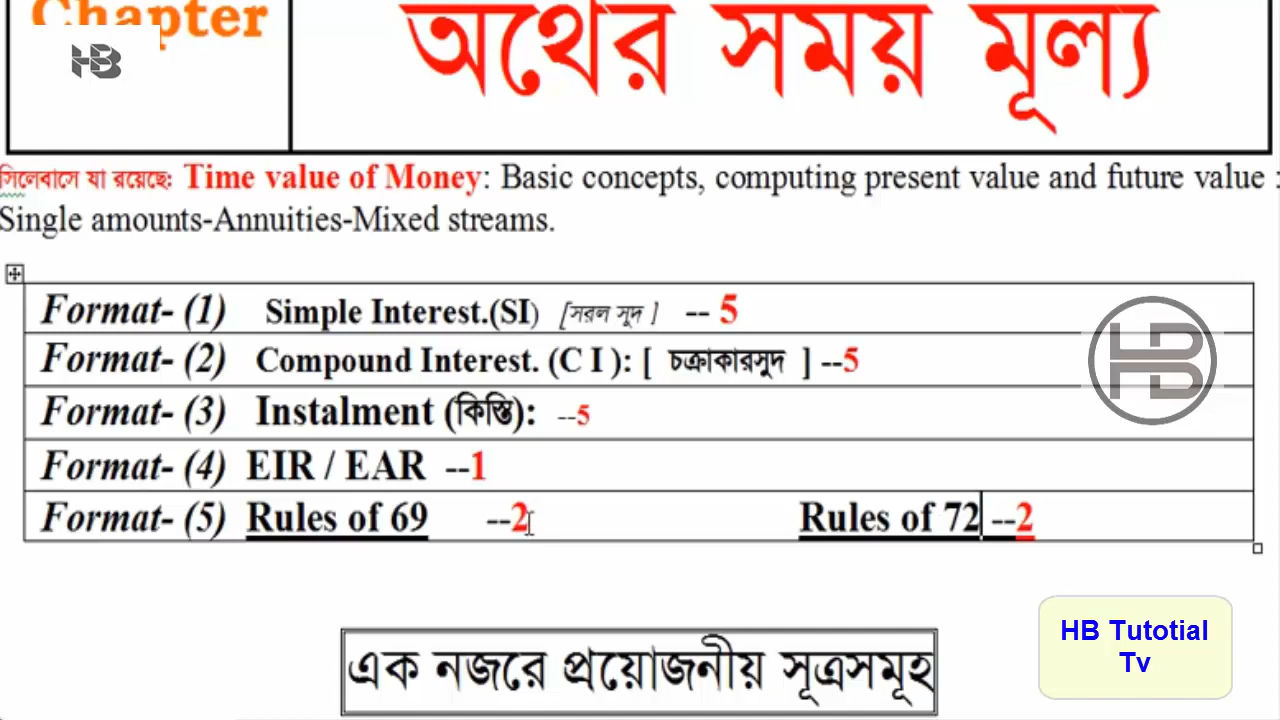 Chapter
অর্থের সময় মূল্য
HB
সিলেবাসে যা রয়েছেঃ Time value of Money: Basic concepts, computing present value and future value :
Single amounts-Annuities-Mixed streams.
Format- (1) Simple Interest.(SI) [সরল সুদ ] -- 5
Format- (2) Compound Interest. (C I ): [ চক্রাকারসুদ ] --5
HB
Format- (3) Instalment (কিস্তি): --5
Format- (4) EIR / EAR --1
Format- (5) Rules of 69 --2 Rules of 72 --2
এক নজরে প্রয়োজনীয় সূত্রসমূহ
HB Tutotial
Tv